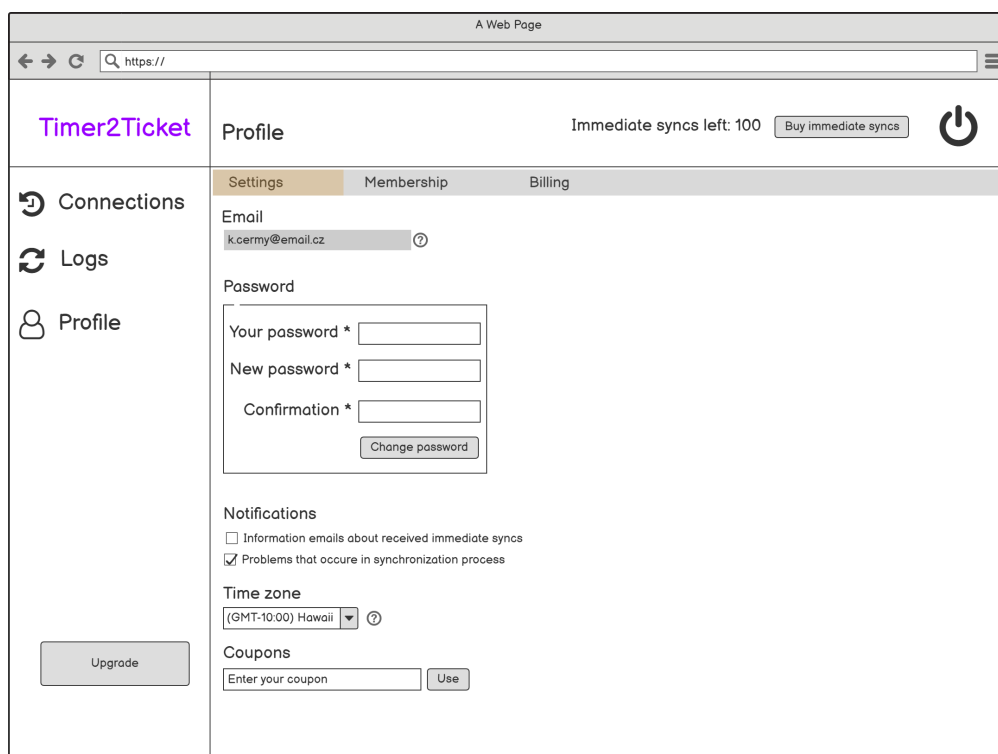 A Web Page
https://
Timer2Ticket
Profile
Immediate syncs left: 100
Buy immediate syncs
Connections
Logs
Profile
Upgrade
Settings
Membership
Billing
Email
k.cermy@email.cz
?
Password
Your password *
New password *
Confirmation *
Change password
Notifications
Information emails about received immediate syncs
Problems that occure in synchronization process
Time zone
(GMT-10:00) Hawaii
?
Coupons
Enter your coupon
Use